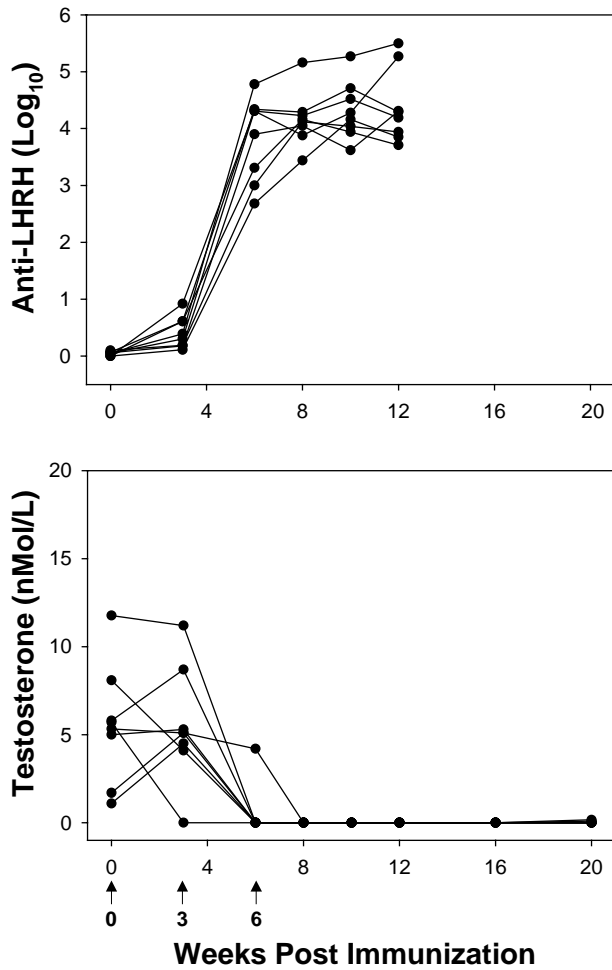 6
5
4
3
2
1
0
Anti-LHRH (Log10)
0 4 8 12 16 20
20
15
10
5
0
Testosterone (nMol/L)
0 4 8 12 16 20
0 3 6
Weeks Post Immunization